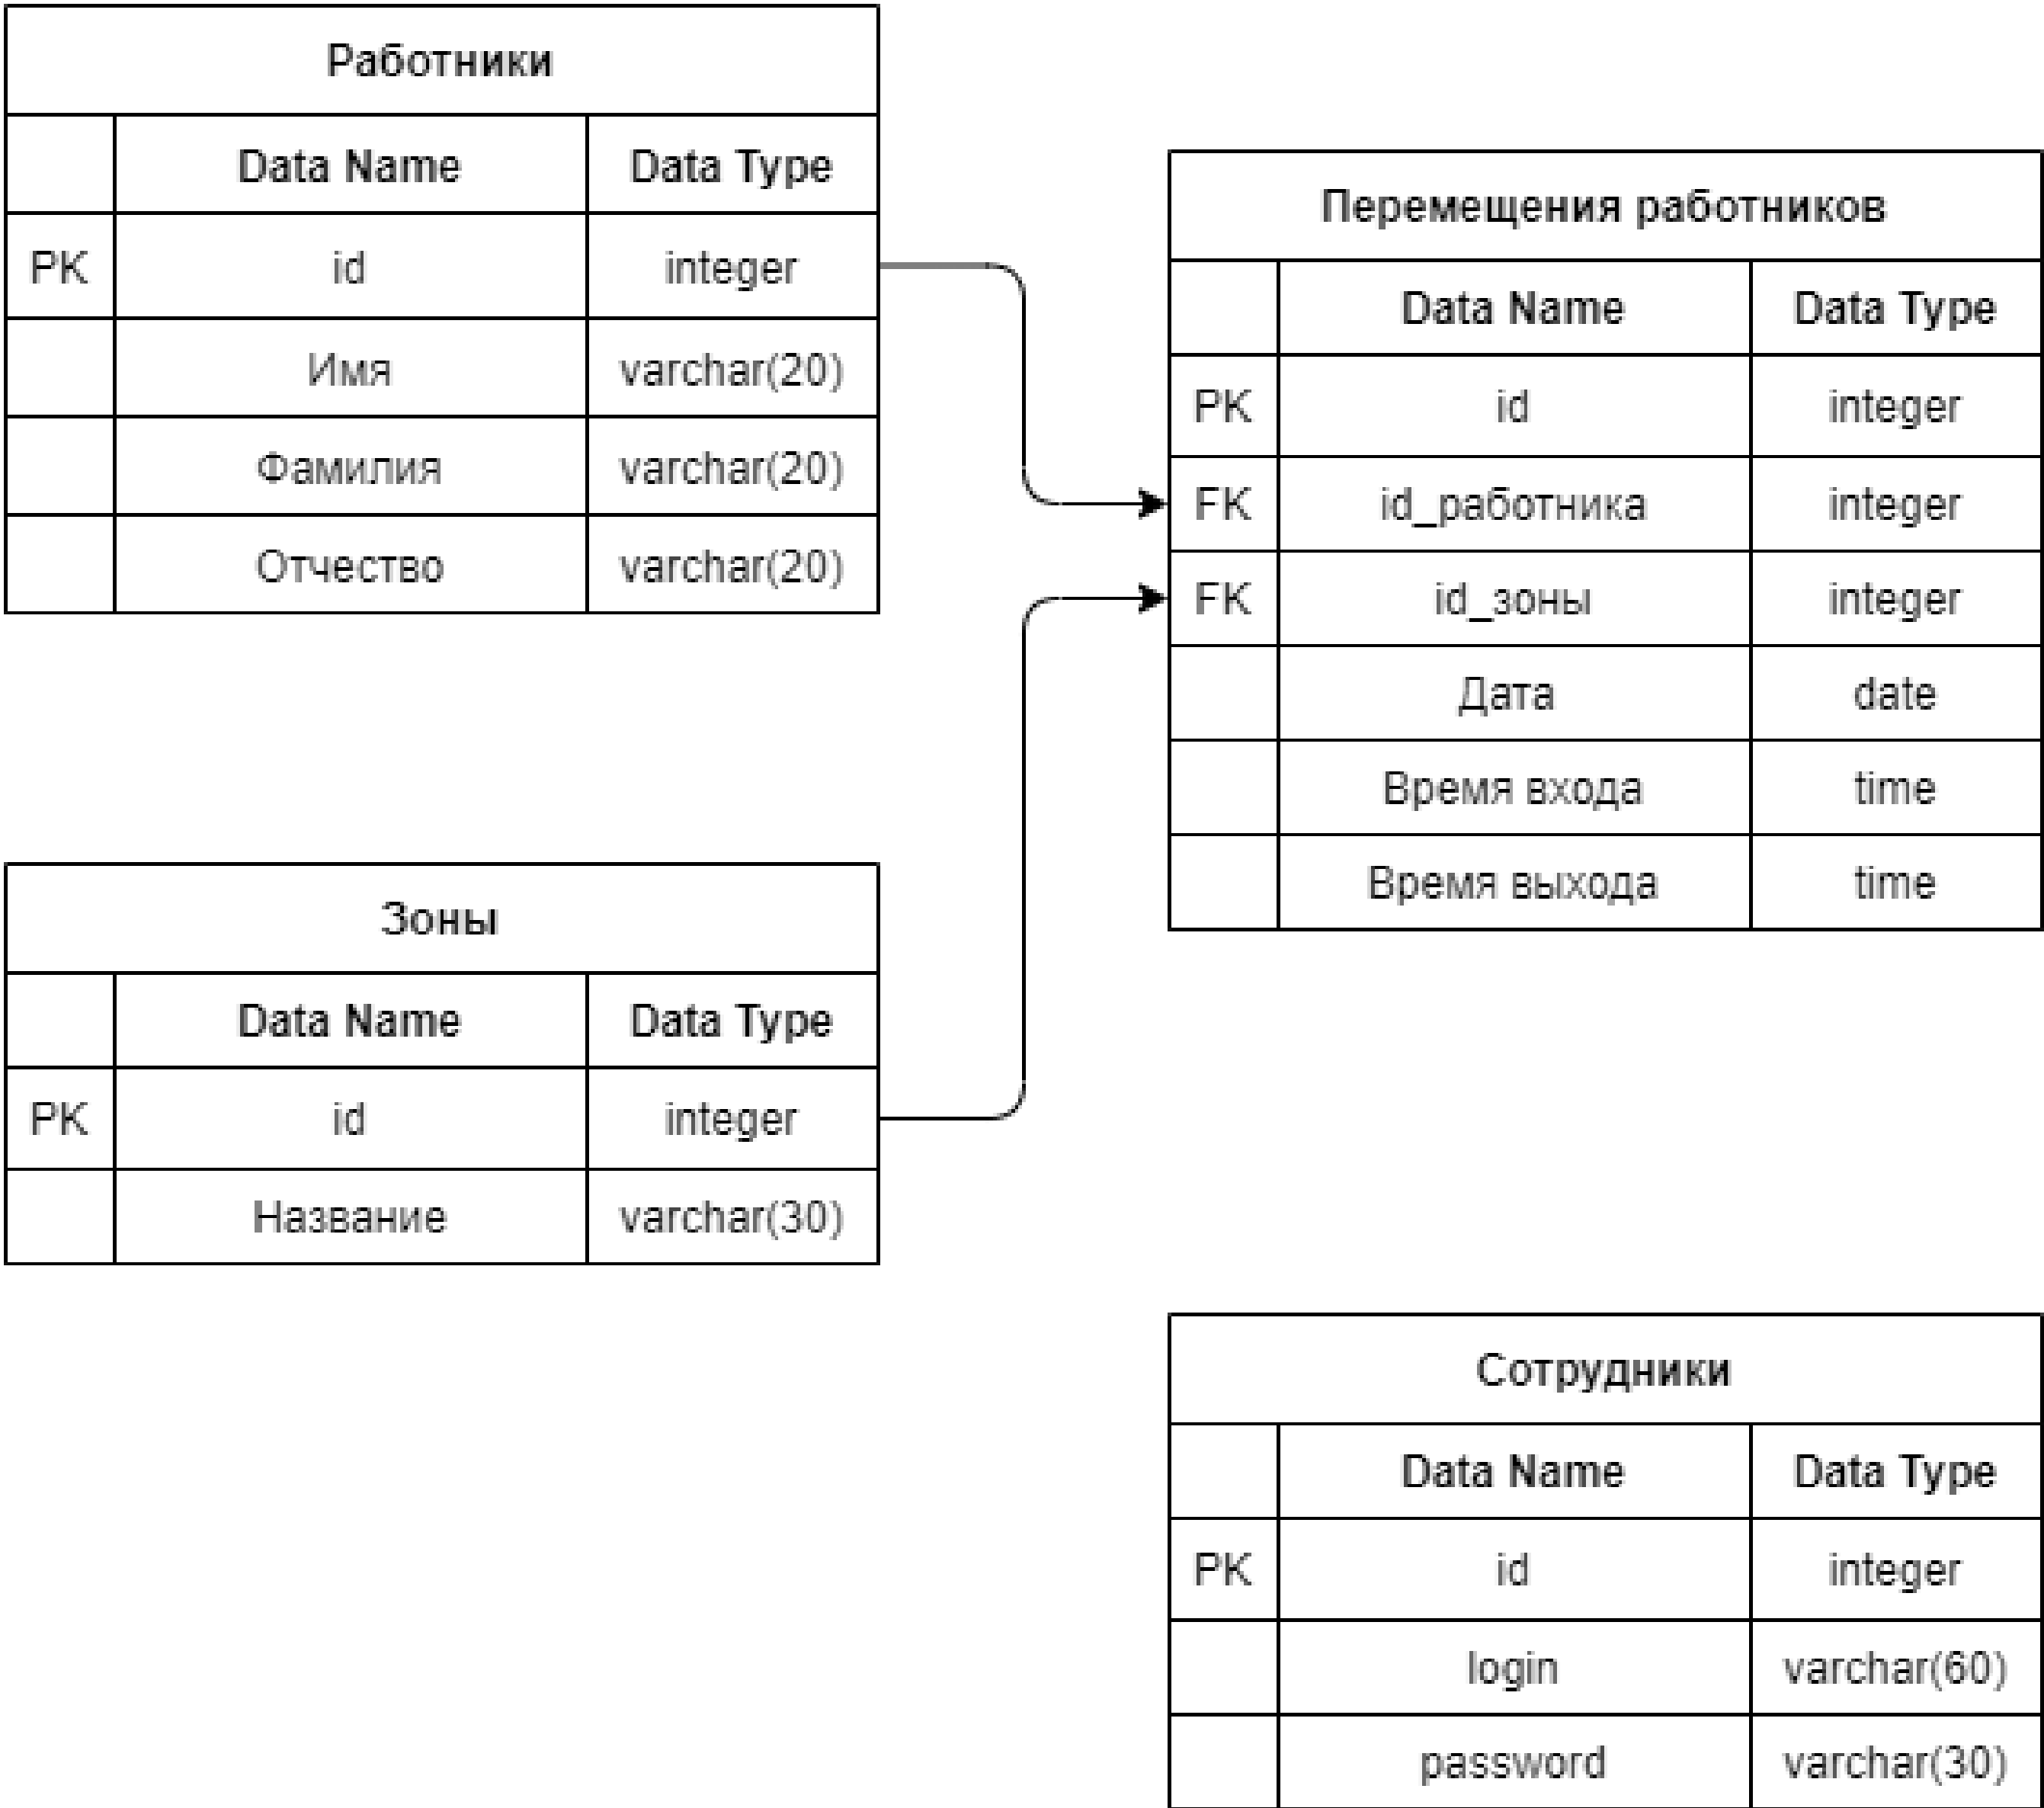 Работники
Data Name Data Type
PK id integer
Имя varchar(20)
Фамилия varchar(20)
Отчество varchar(20)
Перемещения работников
Data Name Data Type
PK id integer
FK id_работника integer
FK id_зоны integer
Дата date
Время входа time
Время выхода time
Зоны
Data Name Data Type
PK id integer
Название varchar(30)
Сотрудники
Data Name Data Type
PK id integer
login varchar(60)
password varchar(30)